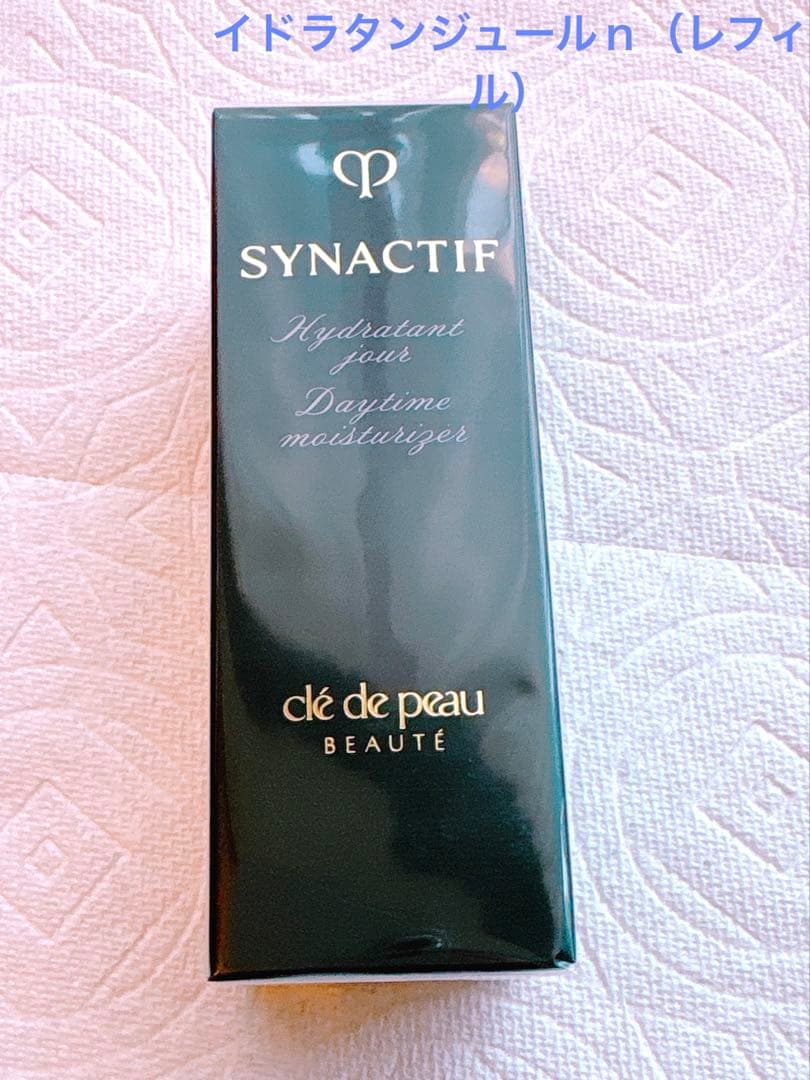 イドラタンジュールn（レフィ
ル）
SYNACTIF
Hydratant
jour
Daytime
moisturizer
clé de peau
BEAUTÉ